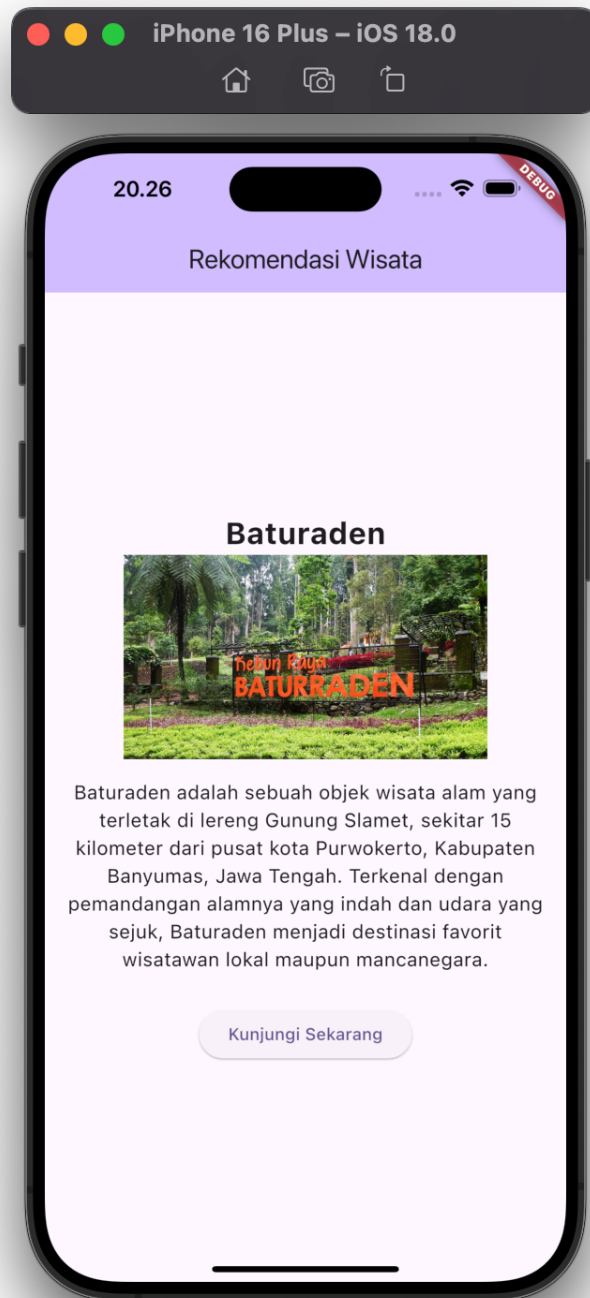 iPhone 16 Plus – iOS 18.0
20.26
DEBUG
Rekomendasi Wisata
Baturaden
Kebun Raya
BATURRADEN
Baturaden adalah sebuah objek wisata alam yang
terletak di lereng Gunung Slamet, sekitar 15
kilometer dari pusat kota Purwokerto, Kabupaten
Banyumas, Jawa Tengah. Terkenal dengan
pemandangan alamnya yang indah dan udara yang
sejuk, Baturaden menjadi destinasi favorit
wisatawan lokal maupun mancanegara.
Kunjungi Sekarang